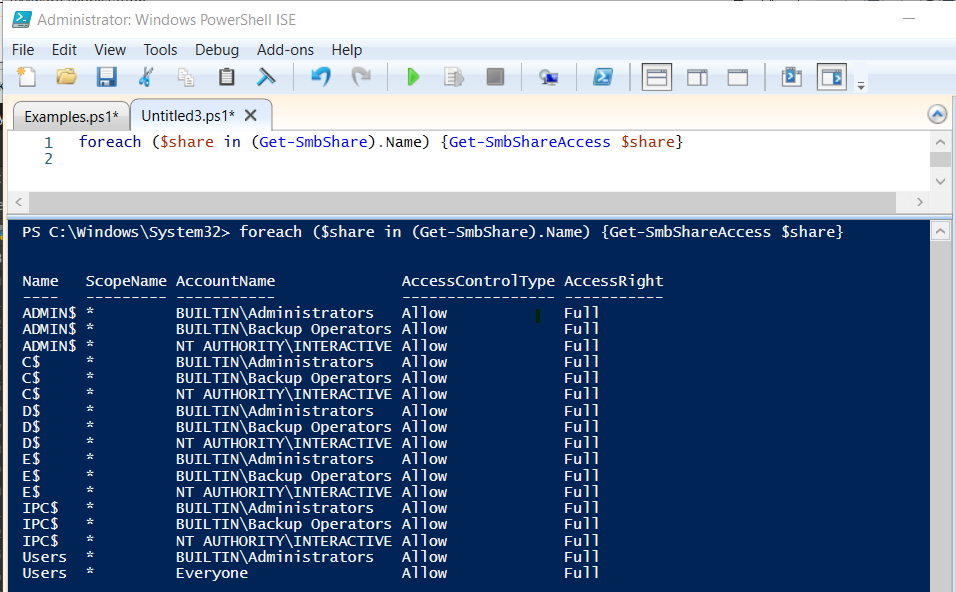 Administrator: Windows PowerShell ISE
File Edit View Tools Debug Add-ons Help
Examples.ps1* Untitled3.ps1*
1 foreach ($share in (Get-SmbShare).Name) {Get-SmbShareAccess $share}
2
PS C:\Windows\System32> foreach ($share in (Get-SmbShare).Name) {Get-SmbShareAccess $share}
Name ScopeName AccountName AccessControlType AccessRight
---- --------- ----------- ----------------- -----------
ADMIN$ * BUILTIN\Administrators Allow Full
ADMIN$ * BUILTIN\Backup Operators Allow Full
ADMIN$ * NT AUTHORITY\INTERACTIVE Allow Full
C$ * BUILTIN\Administrators Allow Full
C$ * BUILTIN\Backup Operators Allow Full
C$ * NT AUTHORITY\INTERACTIVE Allow Full
D$ * BUILTIN\Administrators Allow Full
D$ * BUILTIN\Backup Operators Allow Full
D$ * NT AUTHORITY\INTERACTIVE Allow Full
E$ * BUILTIN\Administrators Allow Full
E$ * BUILTIN\Backup Operators Allow Full
E$ * NT AUTHORITY\INTERACTIVE Allow Full
IPC$ * BUILTIN\Administrators Allow Full
IPC$ * BUILTIN\Backup Operators Allow Full
IPC$ * NT AUTHORITY\INTERACTIVE Allow Full
Users * BUILTIN\Administrators Allow Full
Users * Everyone Allow Full